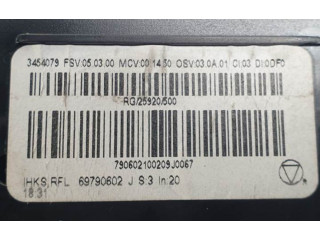 3454079 FSV:05.03.00 MCV:00.14.50 OSV:03.0A.01 CI:03 DI:0DF0
RG/25920/500
790602100209J0067
IHKS,RFL 69790602 J S:3 In:20
18.31